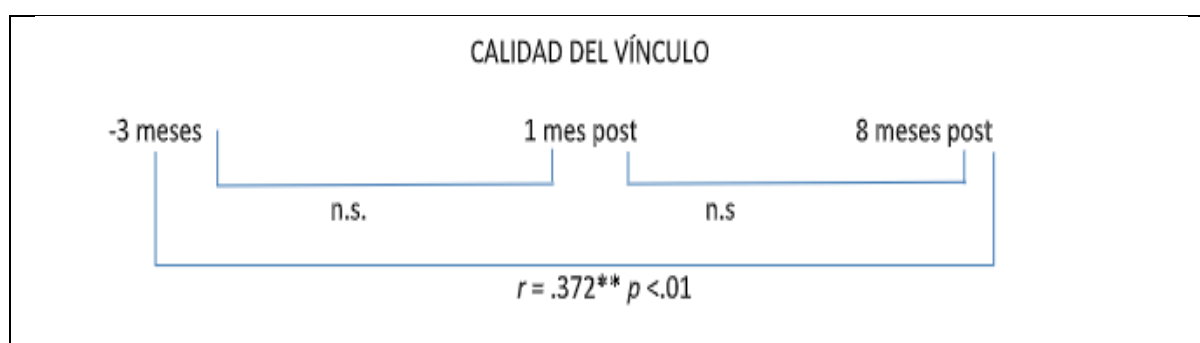 CALIDAD DEL VÍNCULO
-3 meses 1 mes post 8 meses post
n.s. n.s
r = .372** p <.01